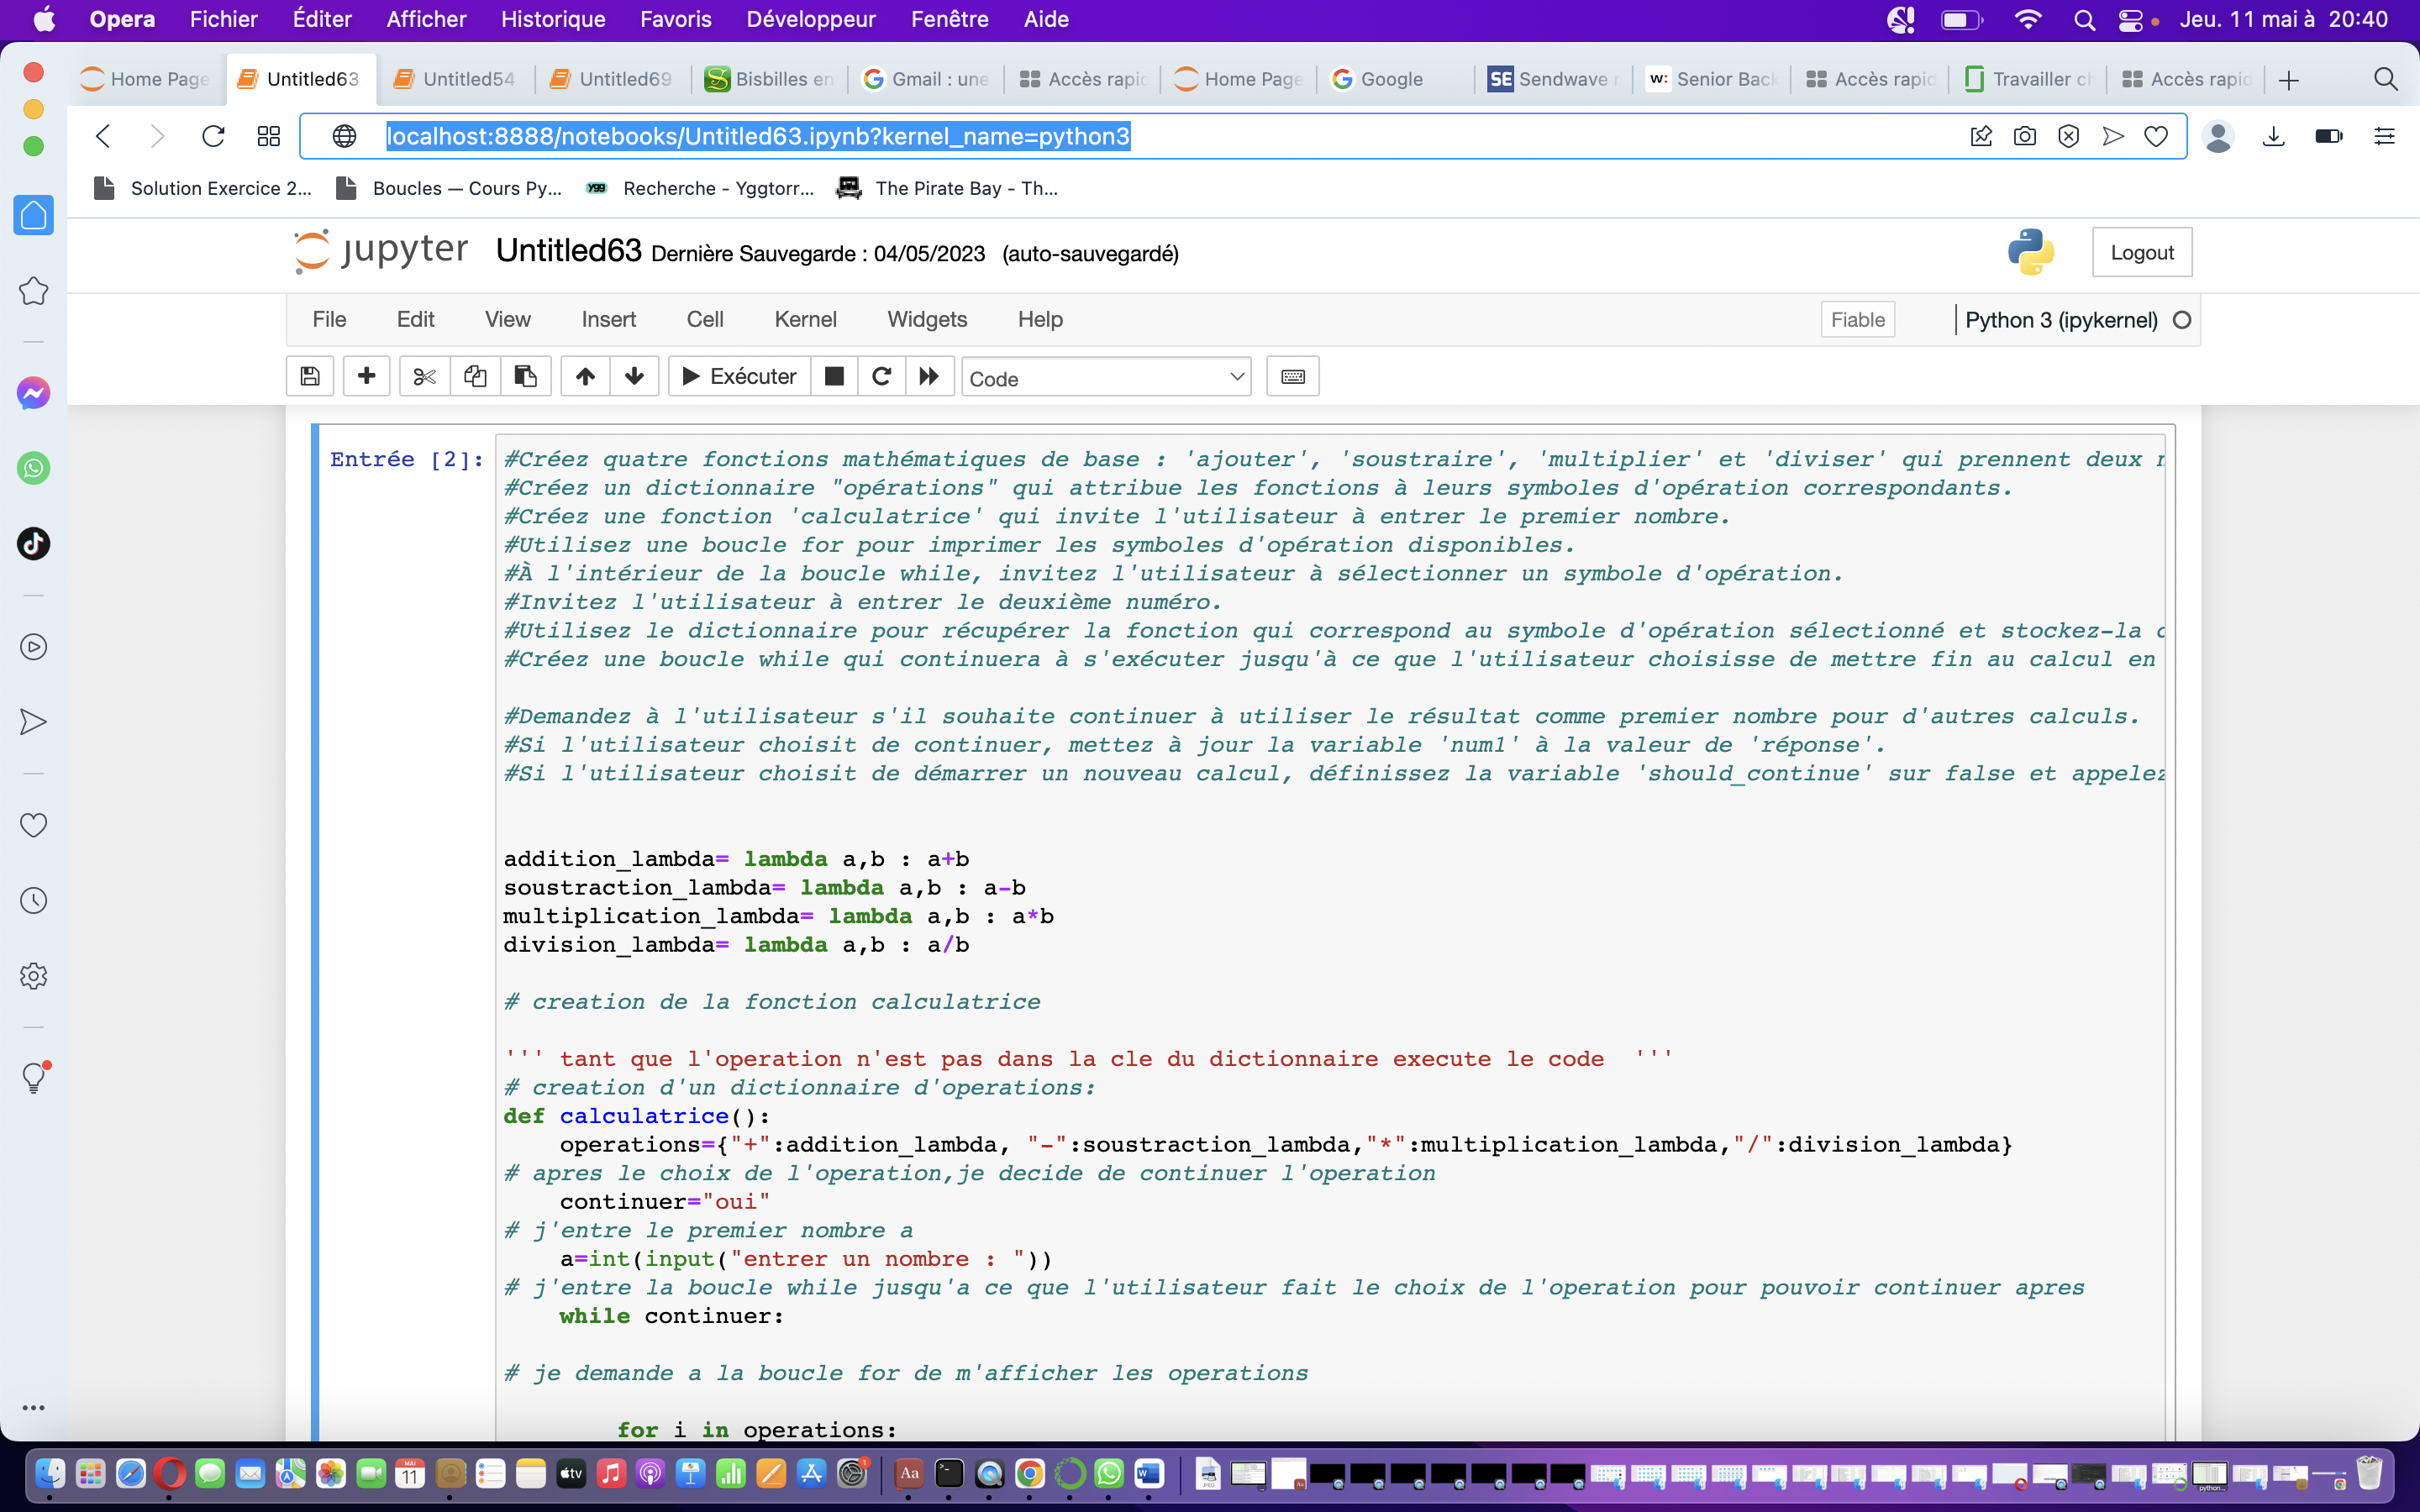 Opera Fichier Éditer Afficher Historique Favoris Développeur Fenêtre Aide Jeu. 11 mai à 20:40
Home Page Untitled63 Untitled54 Untitled69 Bisbilles en Gmail : une Accès rapid Home Page Google Sendwave Senior Back Accès rapid Travailler Accès rapid
localhost:8888/notebooks/Untitled63.ipynb?kernel_name=python3
Solution Exercice 2... Boucles — Cours Py... Recherche - Yggtorr... The Pirate Bay - Th...
jupyter Untitled63 Dernière Sauvegarde : 04/05/2023 (auto-sauvegardé) Logout
File Edit View Insert Cell Kernel Widgets Help Fiable Python 3 (ipykernel)
Exécuter Code
Entrée [2]: #Créez quatre fonctions mathématiques de base : 'ajouter', 'soustraire', 'multiplier' et 'diviser' qui prennent deux
#Créez un dictionnaire "opérations" qui attribue les fonctions à leurs symboles d'opération correspondants.
#Créez une fonction 'calculatrice' qui invite l'utilisateur à entrer le premier nombre.
#Utilisez une boucle for pour imprimer les symboles d'opération disponibles.
#À l'intérieur de la boucle while, invitez l'utilisateur à sélectionner un symbole d'opération.
#Invitez l'utilisateur à entrer le deuxième numéro.
#Utilisez le dictionnaire pour récupérer la fonction qui correspond au symbole d'opération sélectionné et stockez-la
#Créez une boucle while qui continuera à s'exécuter jusqu'à ce que l'utilisateur choisisse de mettre fin au calcul en
#Demandez à l'utilisateur s'il souhaite continuer à utiliser le résultat comme premier nombre pour d'autres calculs.
#Si l'utilisateur choisit de continuer, mettez à jour la variable 'num1' à la valeur de 'réponse'.
#Si l'utilisateur choisit de démarrer un nouveau calcul, définissez la variable 'should_continue' sur false et appelez
addition_lambda= lambda a,b : a+b
soustraction_lambda= lambda a,b : a-b
multiplication_lambda= lambda a,b : a*b
division_lambda= lambda a,b : a/b
# creation de la fonction calculatrice
''' tant que l'operation n'est pas dans la cle du dictionnaire execute le code '''
# creation d'un dictionnaire d'operations:
def calculatrice():
operations={"+":addition_lambda, "-":soustraction_lambda,"*":multiplication_lambda,"/":division_lambda}
# apres le choix de l'operation,je decide de continuer l'operation
continuer="oui"
# j'entre le premier nombre a
a=int(input("entrer un nombre : "))
# j'entre la boucle while jusqu'a ce que l'utilisateur fait le choix de l'operation pour pouvoir continuer apres
while continuer:
# je demande a la boucle for de m'afficher les operations
for i in operations: